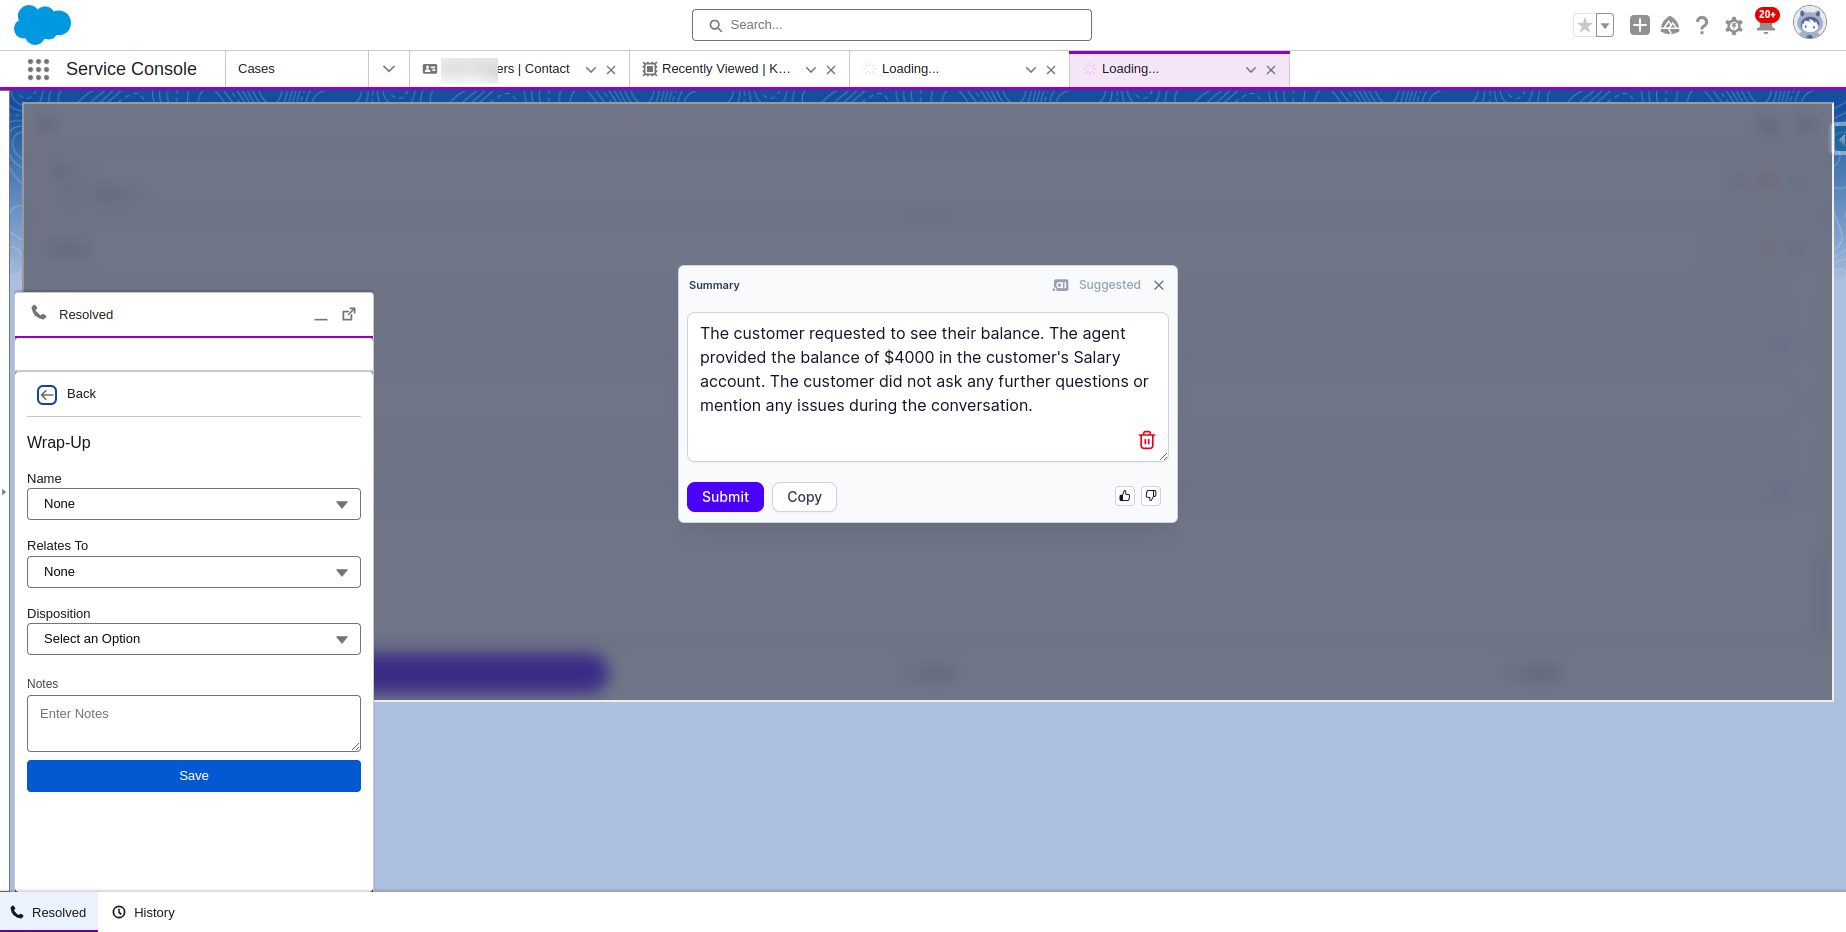 Search...
20+
Service Console
Cases
ers | Contact
Recently Viewed | K...
Loading...
Loading...
Summary
.ai Suggested
The customer requested to see their balance. The agent
provided the balance of $4000 in the customer's Salary
account. The customer did not ask any further questions or
mention any issues during the conversation.
Submit
Copy
Resolved
Back
Wrap-Up
Name
None
Relates To
None
Disposition
Select an Option
Notes
Enter Notes
Save
Resolved
History